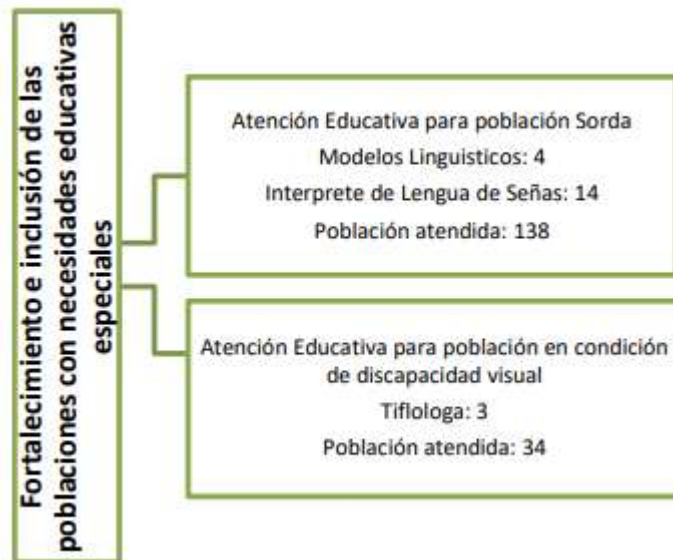 Fortalecimiento e inclusión de las
poblaciones con necesidades educativas
especiales
Atención Educativa para población Sorda
Modelos Linguisticos: 4
Interprete de Lengua de Señas: 14
Población atendida: 138
Atención Educativa para población en condición
de discapacidad visual
Tiflologa: 3
Población atendida: 34